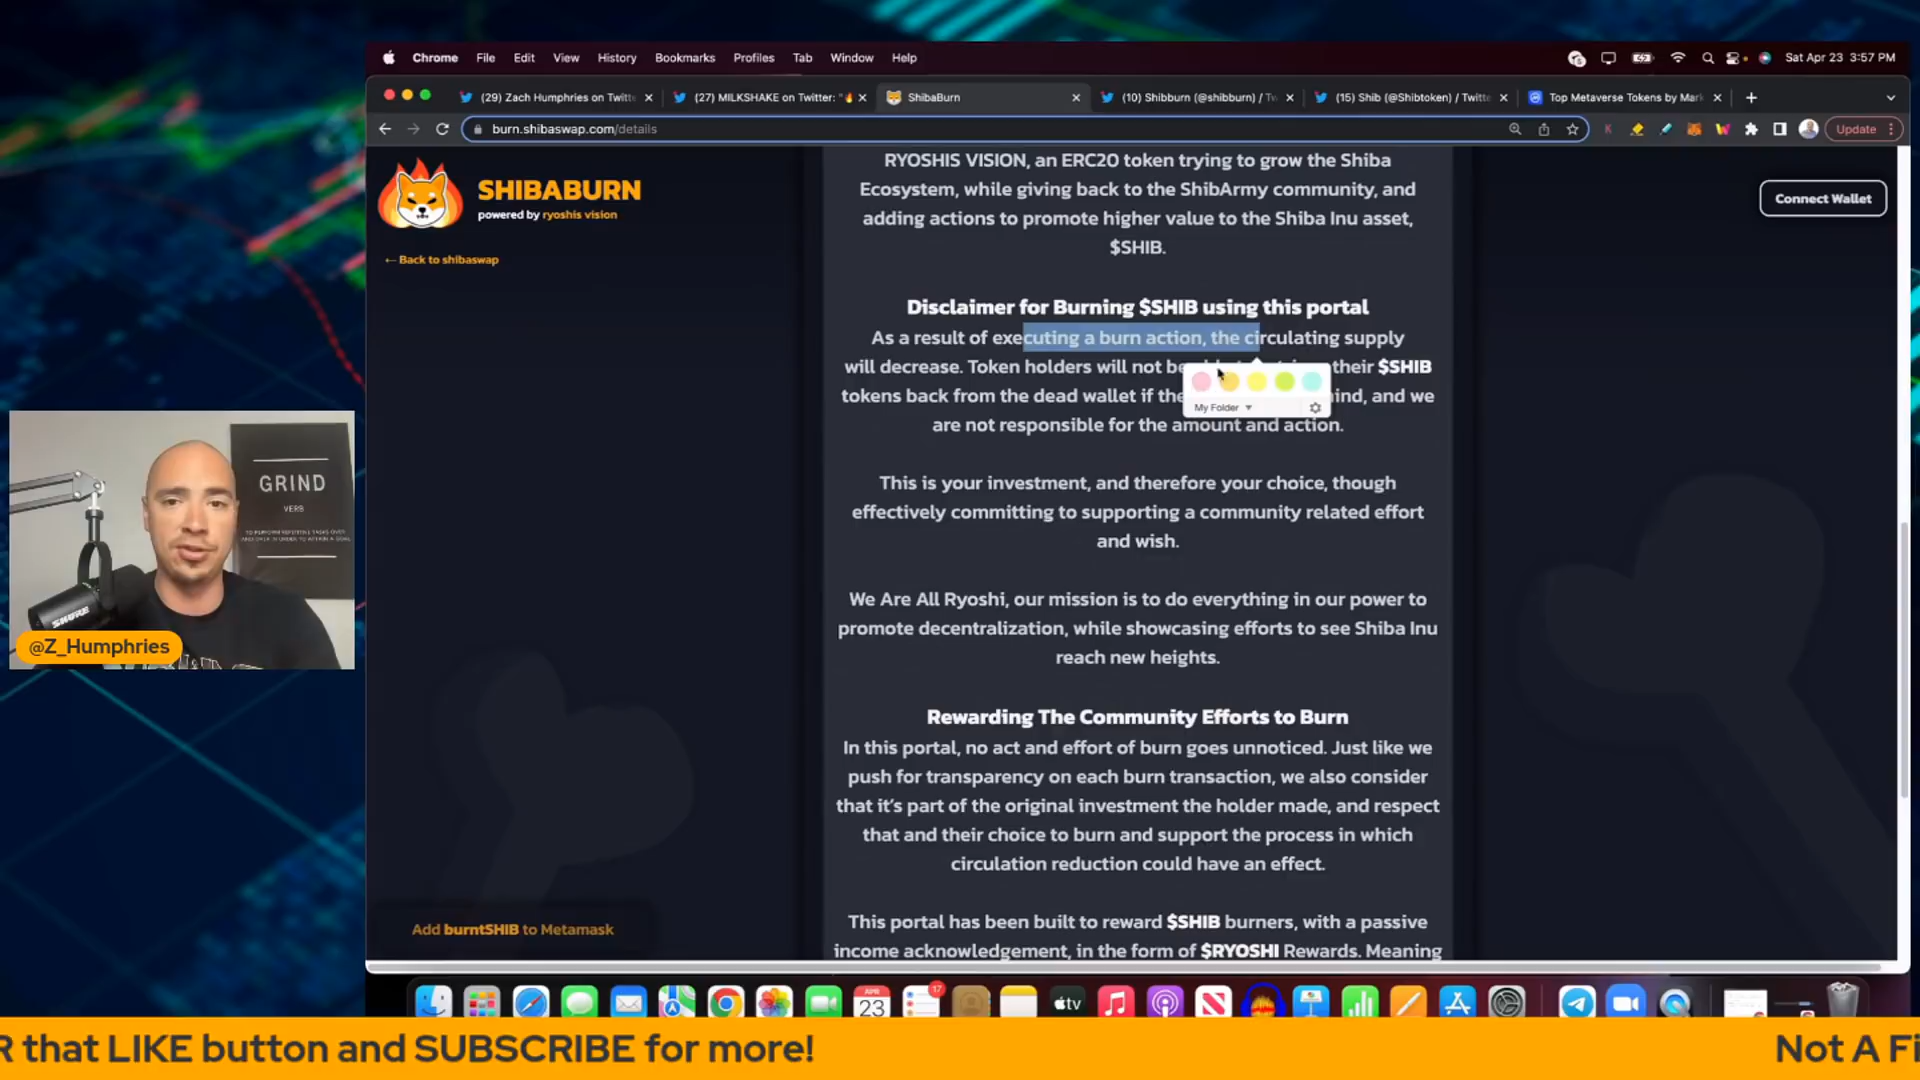 Chrome File Edit View History Bookmarks Profiles Tab Window Help
Sat Apr 23 3:57 PM
(29) Zach Humphries on Twitt
(27) MILKSHAKE on Twitter: "
ShibaBurn
(10) Shibburn (@shibburn) / Tw
(15) Shib (@Shibtoken) / Twitte
Top Metaverse Tokens by Mark
burn.shibaswap.com/details
Update
SHIBABURN
powered by ryoshis vision
← Back to shibaswap
Connect Wallet
RYOSHIS VISION, an ERC20 token trying to grow the Shiba
Ecosystem, while giving back to the ShibArmy community, and
adding actions to promote higher value to the Shiba Inu asset,
$SHIB.
Disclaimer for Burning $SHIB using this portal
As a result of executing a burn action, the circulating supply
will decrease. Token holders will not be their $SHIB
tokens back from the dead wallet if the mind, and we
are not responsible for the amount and action.
My Folder
This is your investment, and therefore your choice, though
effectively committing to supporting a community related effort
and wish.
We Are All Ryoshi, our mission is to do everything in our power to
promote decentralization, while showcasing efforts to see Shiba Inu
reach new heights.
Rewarding The Community Efforts to Burn
In this portal, no act and effort of burn goes unnoticed. Just like we
push for transparency on each burn transaction, we also consider
that it's part of the original investment the holder made, and respect
that and their choice to burn and support the process in which
circulation reduction could have an effect.
This portal has been built to reward $SHIB burners, with a passive
income acknowledgement, in the form of $RYOSHI Rewards. Meaning
Add burntSHIB to Metamask
GRIND
VERB
SHURE
@Z_Humphries
APR
23
17
tv
R that LIKE button and SUBSCRIBE for more!
Not A Fi